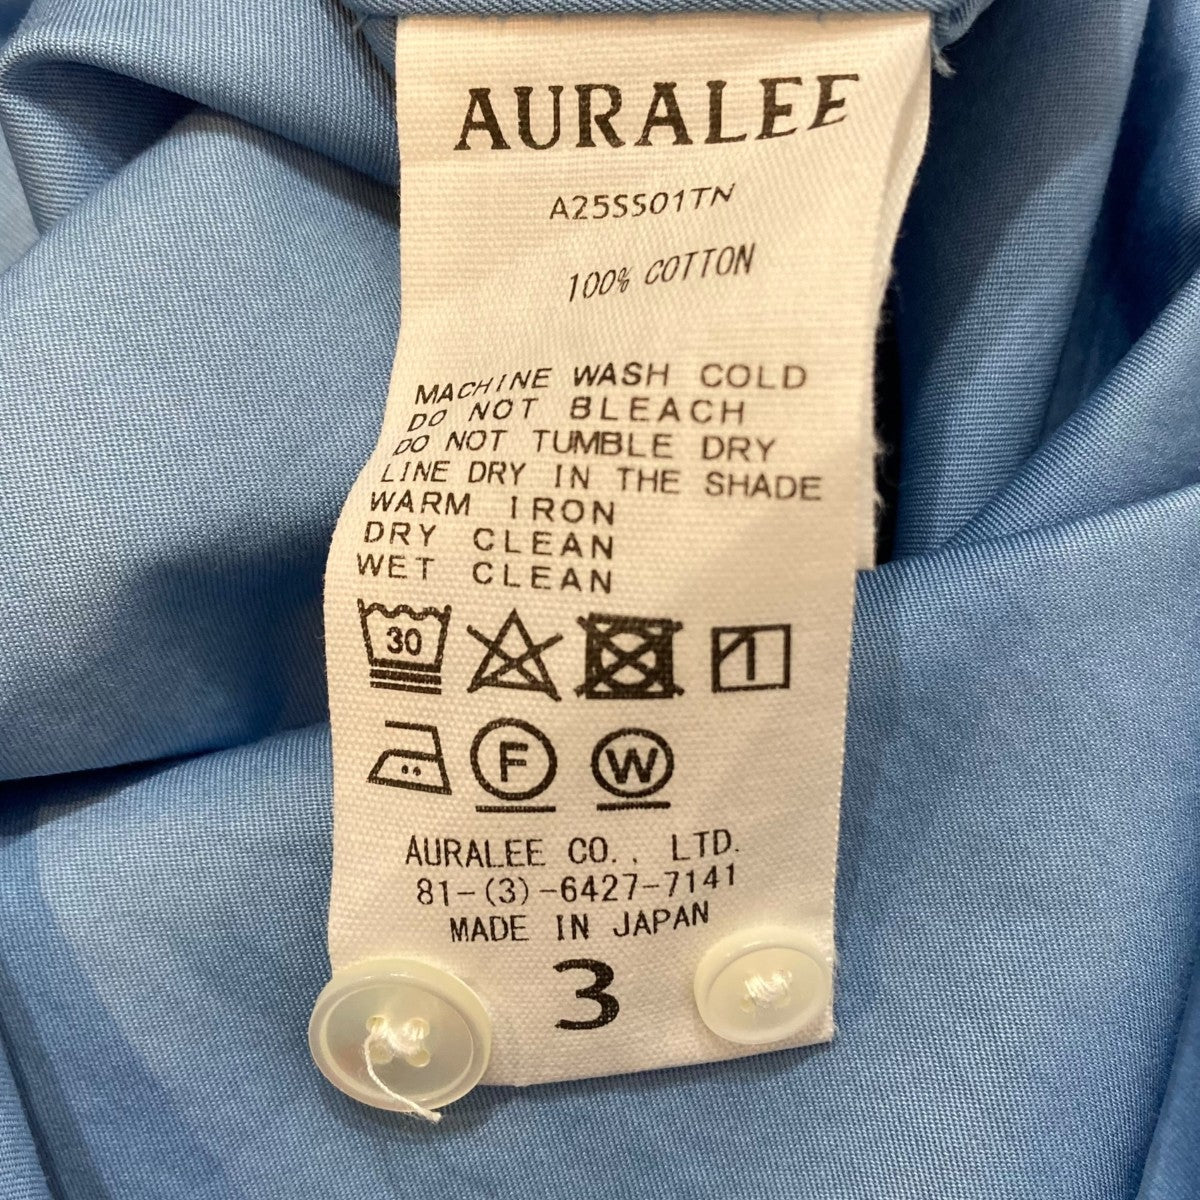 AURALEE
A25SS01TN
100% COTTON
MACHINE WASH COLD
DO NOT BLEACH
DO NOT TUMBLE DRY
LINE DRY IN THE SHADE
WARM IRON
DRY CLEAN
WET CLEAN
30
F W
AURALEE CO., LTD.
81-(3)-6427-7141
MADE IN JAPAN
3